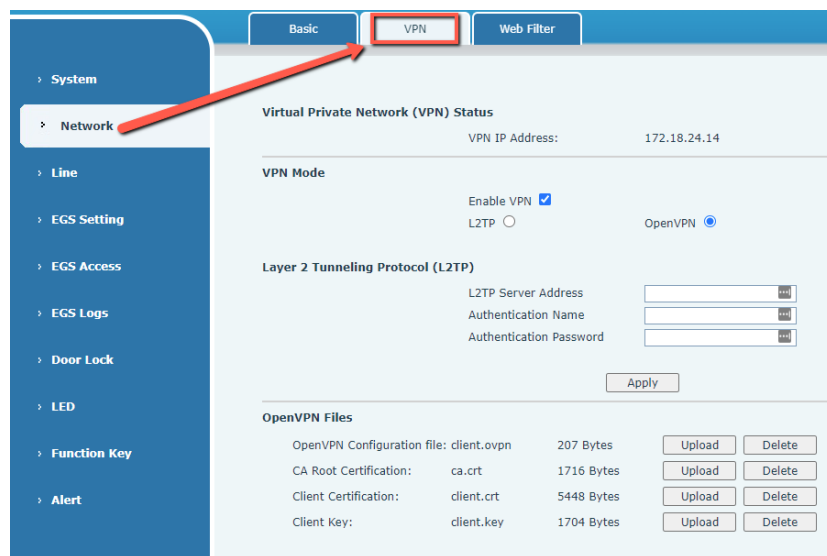 Basic VPN Web Filter
› System
Virtual Private Network (VPN) Status
› Network
VPN IP Address: 172.18.24.14
› Line
VPN Mode
Enable VPN
› EGS Setting
L2TP OpenVPN
› EGS Access
Layer 2 Tunneling Protocol (L2TP)
L2TP Server Address
› EGS Logs
Authentication Name
Authentication Password
› Door Lock
Apply
› LED
OpenVPN Files
OpenVPN Configuration file: client.ovpn 207 Bytes Upload Delete
› Function Key
CA Root Certification: ca.crt 1716 Bytes Upload Delete
Client Certification: client.crt 5448 Bytes Upload Delete
› Alert
Client Key: client.key 1704 Bytes Upload Delete